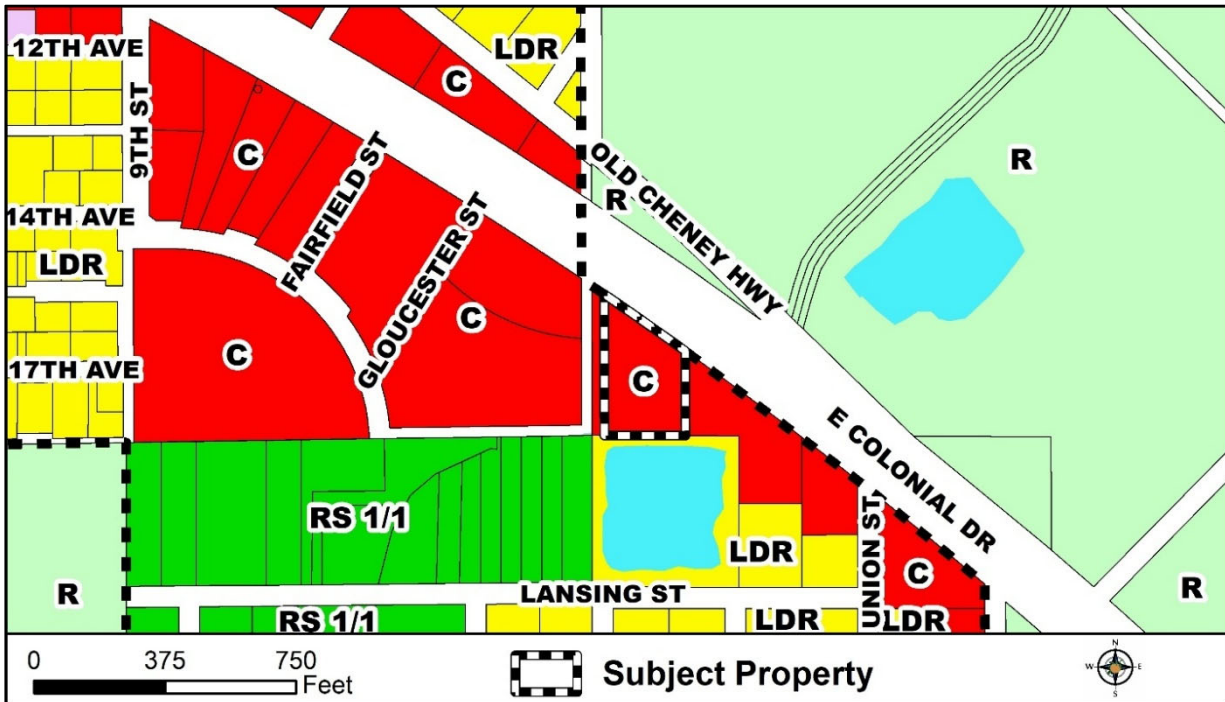 12TH AVE
LDR
9TH ST
C
C
R
OLD CHENEY HWY
R
FAIRFIELD ST
14TH AVE
LDR
GLOUCESTER ST
C
C
17TH AVE
C
E COLONIAL DR
RS 1/1
LDR
UNION ST
C
R
R
LANSING ST
RS 1/1
LDR
LDR
0 375 750
Feet
Subject Property
N
W E
S